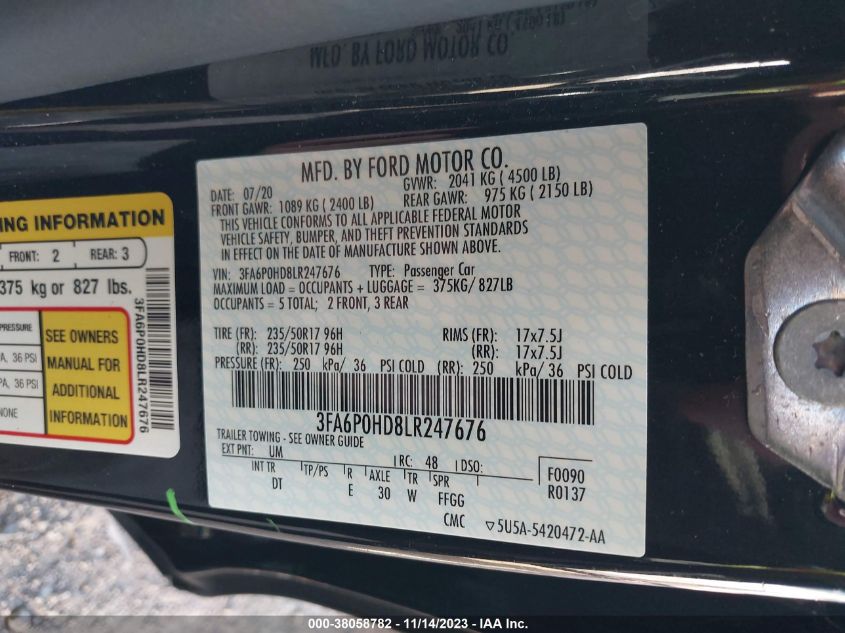 MFD. BY FORD MOTOR CO.
DATE: 07/20 GVWR: 2041 KG ( 4500 LB)
FRONT GAWR: 1089 KG ( 2400 LB) REAR GAWR: 975 KG ( 2150 LB)
THIS VEHICLE CONFORMS TO ALL APPLICABLE FEDERAL MOTOR
VEHICLE SAFETY, BUMPER, AND THEFT PREVENTION STANDARDS
IN EFFECT ON THE DATE OF MANUFACTURE SHOWN ABOVE.
VIN: 3FA6P0HD8LR247676 TYPE: Passenger Car
MAXIMUM LOAD = OCCUPANTS + LUGGAGE = 375KG/ 827LB
OCCUPANTS = 5 TOTAL; 2 FRONT, 3 REAR
TIRE (FR): 235/50R17 96H RIMS (FR): 17x7.5J
(RR): 235/50R17 96H (RR): 17x7.5J
PRESSURE (FR): 250 kPa/ 36 PSI COLD (RR): 250 kPa/ 36 PSI COLD
3FA6P0HD8LR247676
TRAILER TOWING - SEE OWNER GUIDE
EXT PNT: UM RC: 48 DSO: F0090
INT TR TP/PS R AXLE TR SPR R0137
DT E 30 W FFGG
CMC ▽5U5A-5420472-AA
NG INFORMATION
FRONT: 2 REAR: 3
375 kg or 827 lbs.
PRESSURE
SEE OWNERS
MANUAL FOR
ADDITIONAL
INFORMATION
A, 36 PSI
A, 36 PSI
NONE
3FA6P0HD8LR247676
MFD. BY FORD MOTOR CO.
000-38058782 - 11/14/2023 - IAA Inc.